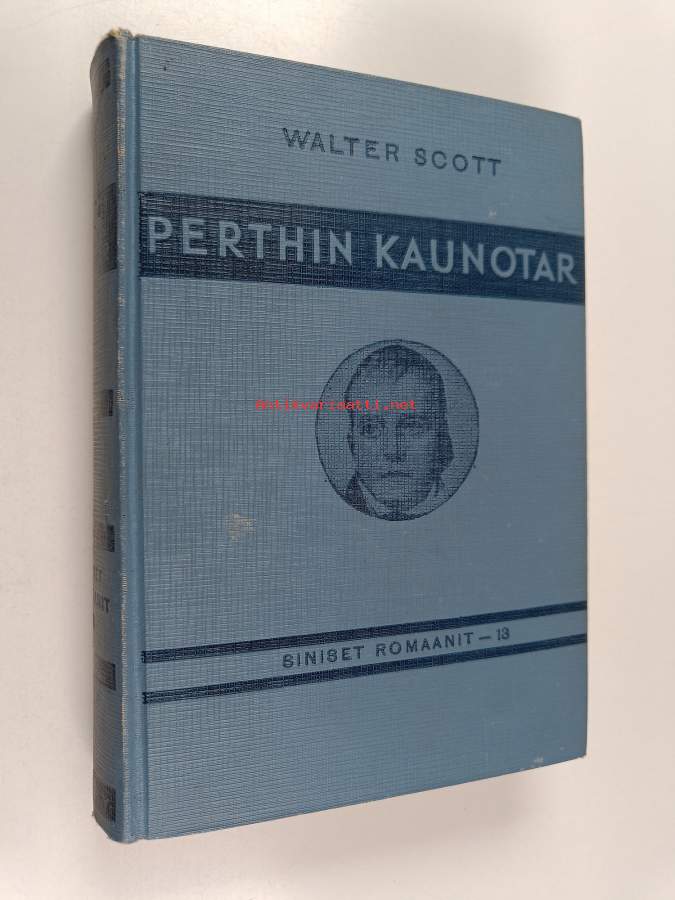 WALTER SCOTT
PERTHIN KAUNOTAR
Antikvariaatti.net
SINISET ROMAANIT — 13